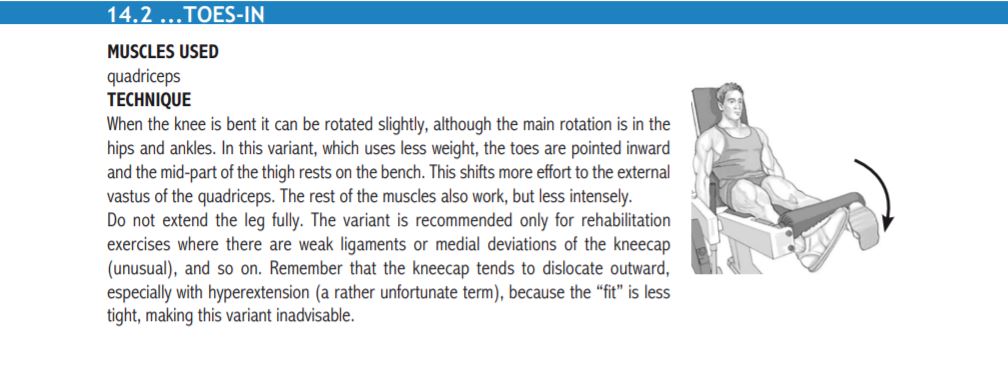 14.2 ...TOES-IN
MUSCLES USED
quadriceps
TECHNIQUE
When the knee is bent it can be rotated slightly, although the main rotation is in the
hips and ankles. In this variant, which uses less weight, the toes are pointed inward
and the mid-part of the thigh rests on the bench. This shifts more effort to the external
vastus of the quadriceps. The rest of the muscles also work, but less intensely.
Do not extend the leg fully. The variant is recommended only for rehabilitation
exercises where there are weak ligaments or medial deviations of the kneecap
(unusual), and so on. Remember that the kneecap tends to dislocate outward,
especially with hyperextension (a rather unfortunate term), because the “fit” is less
tight, making this variant inadvisable.